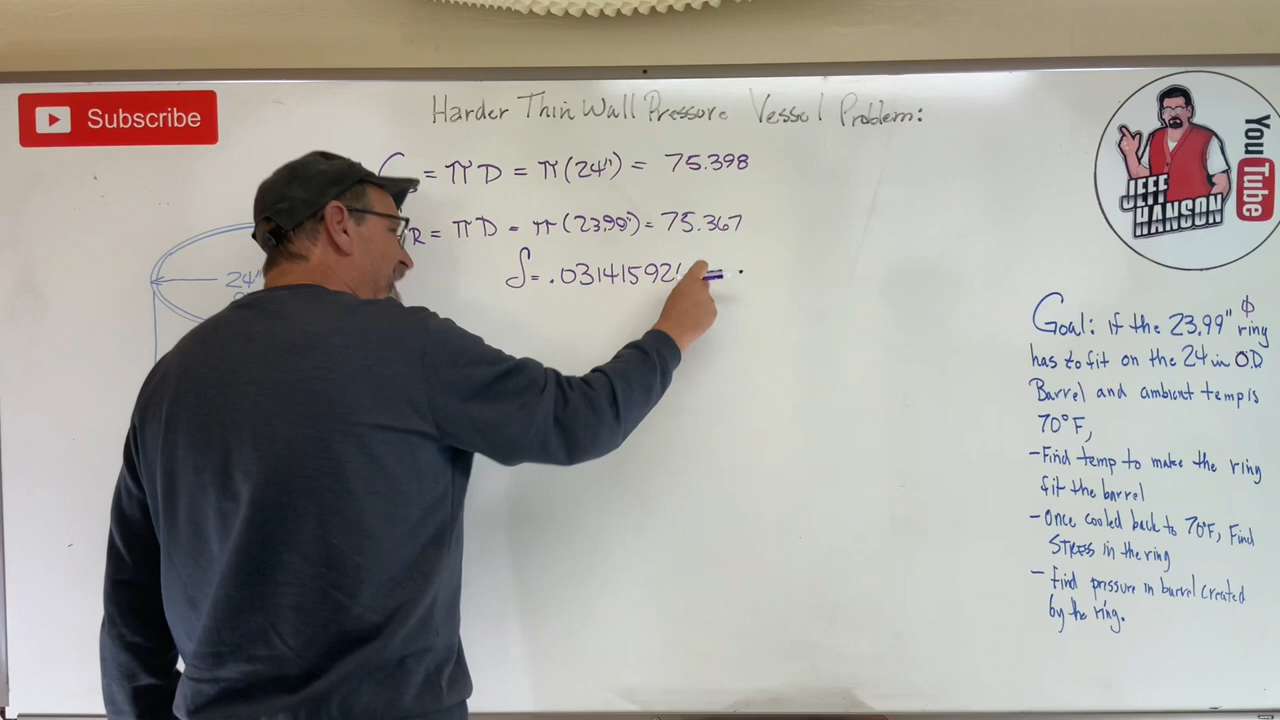 Subscribe
Harder Thin Wall Pressure Vessel Problem:
= πD = π(24") = 75.398
R = πD = π(23.99") = 75.367
δ = .03141592
24"
Goal: if the 23.99" φ ring
has to fit on the 24 in O.D
Barrel and ambient temp is
70°F,
- Find temp to make the ring
fit the barrel
- Once cooled back to 70°F, Find
STRESS in the ring
- find pressure in barrel created
by the ring.
JEFF
HANSON
YouTube